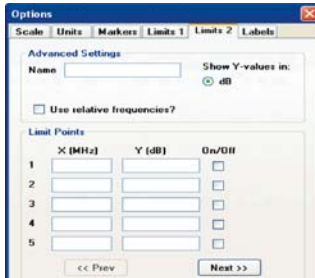 Options
Scale Units Markers Limits 1 Limits 2 Labels
Advanced Settings
Name Show Y-values in:
dB
Use relative frequencies?
Limit Points
X (MHz) Y (dB) On/Off
1
2
3
4
5
<< Prev Next >>